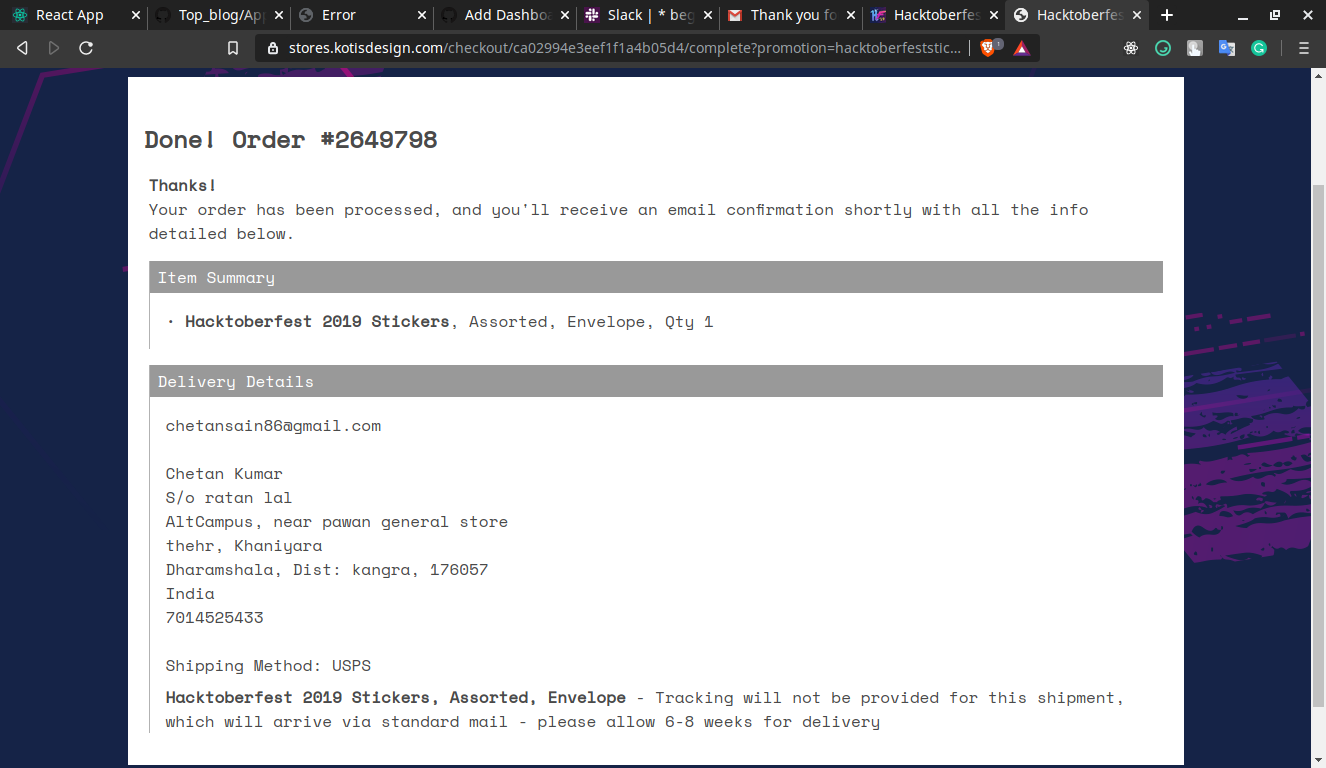 React App
Top_blog/App
Error
Add Dashbo
Slack | * beg
Thank you fo
Hacktoberfes
Hacktoberfes
stores.kotisdesign.com/checkout/ca02994e3eef1f1a4b05d4/complete?promotion=hacktoberfeststic...
1
Done! Order #2649798
Thanks!
Your order has been processed, and you'll receive an email confirmation shortly with all the info
detailed below.
Item Summary
· Hacktoberfest 2019 Stickers, Assorted, Envelope, Qty 1
Delivery Details
chetansain86@gmail.com
Chetan Kumar
S/o ratan lal
AltCampus, near pawan general store
thehr, Khaniyara
Dharamshala, Dist: kangra, 176057
India
7014525433
Shipping Method: USPS
Hacktoberfest 2019 Stickers, Assorted, Envelope - Tracking will not be provided for this shipment,
which will arrive via standard mail - please allow 6-8 weeks for delivery